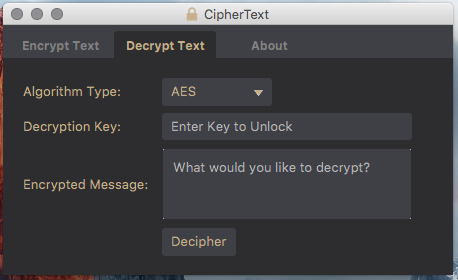 CipherText
Encrypt Text Decrypt Text About
Algorithm Type: AES
Decryption Key: Enter Key to Unlock
What would you like to decrypt?
Encrypted Message:
Decipher